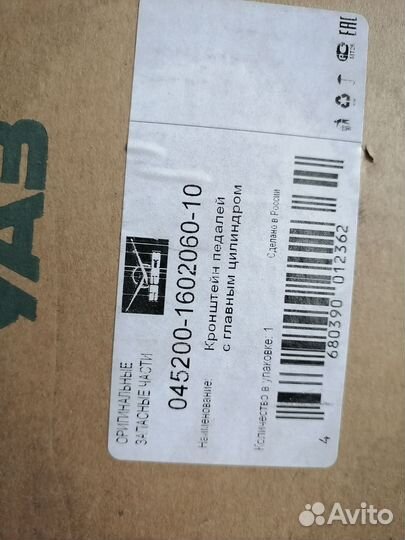 УАЗ
ОРИГИНАЛЬНЫЕ
ЗАПАСНЫЕ ЧАСТИ
УАЗ
045200-1602060-10
Наименование:
Кронштейн педалей
с главным цилиндром
Количество в упаковке: 1
Сделано в России
4 680390 012362
EAC
Avito